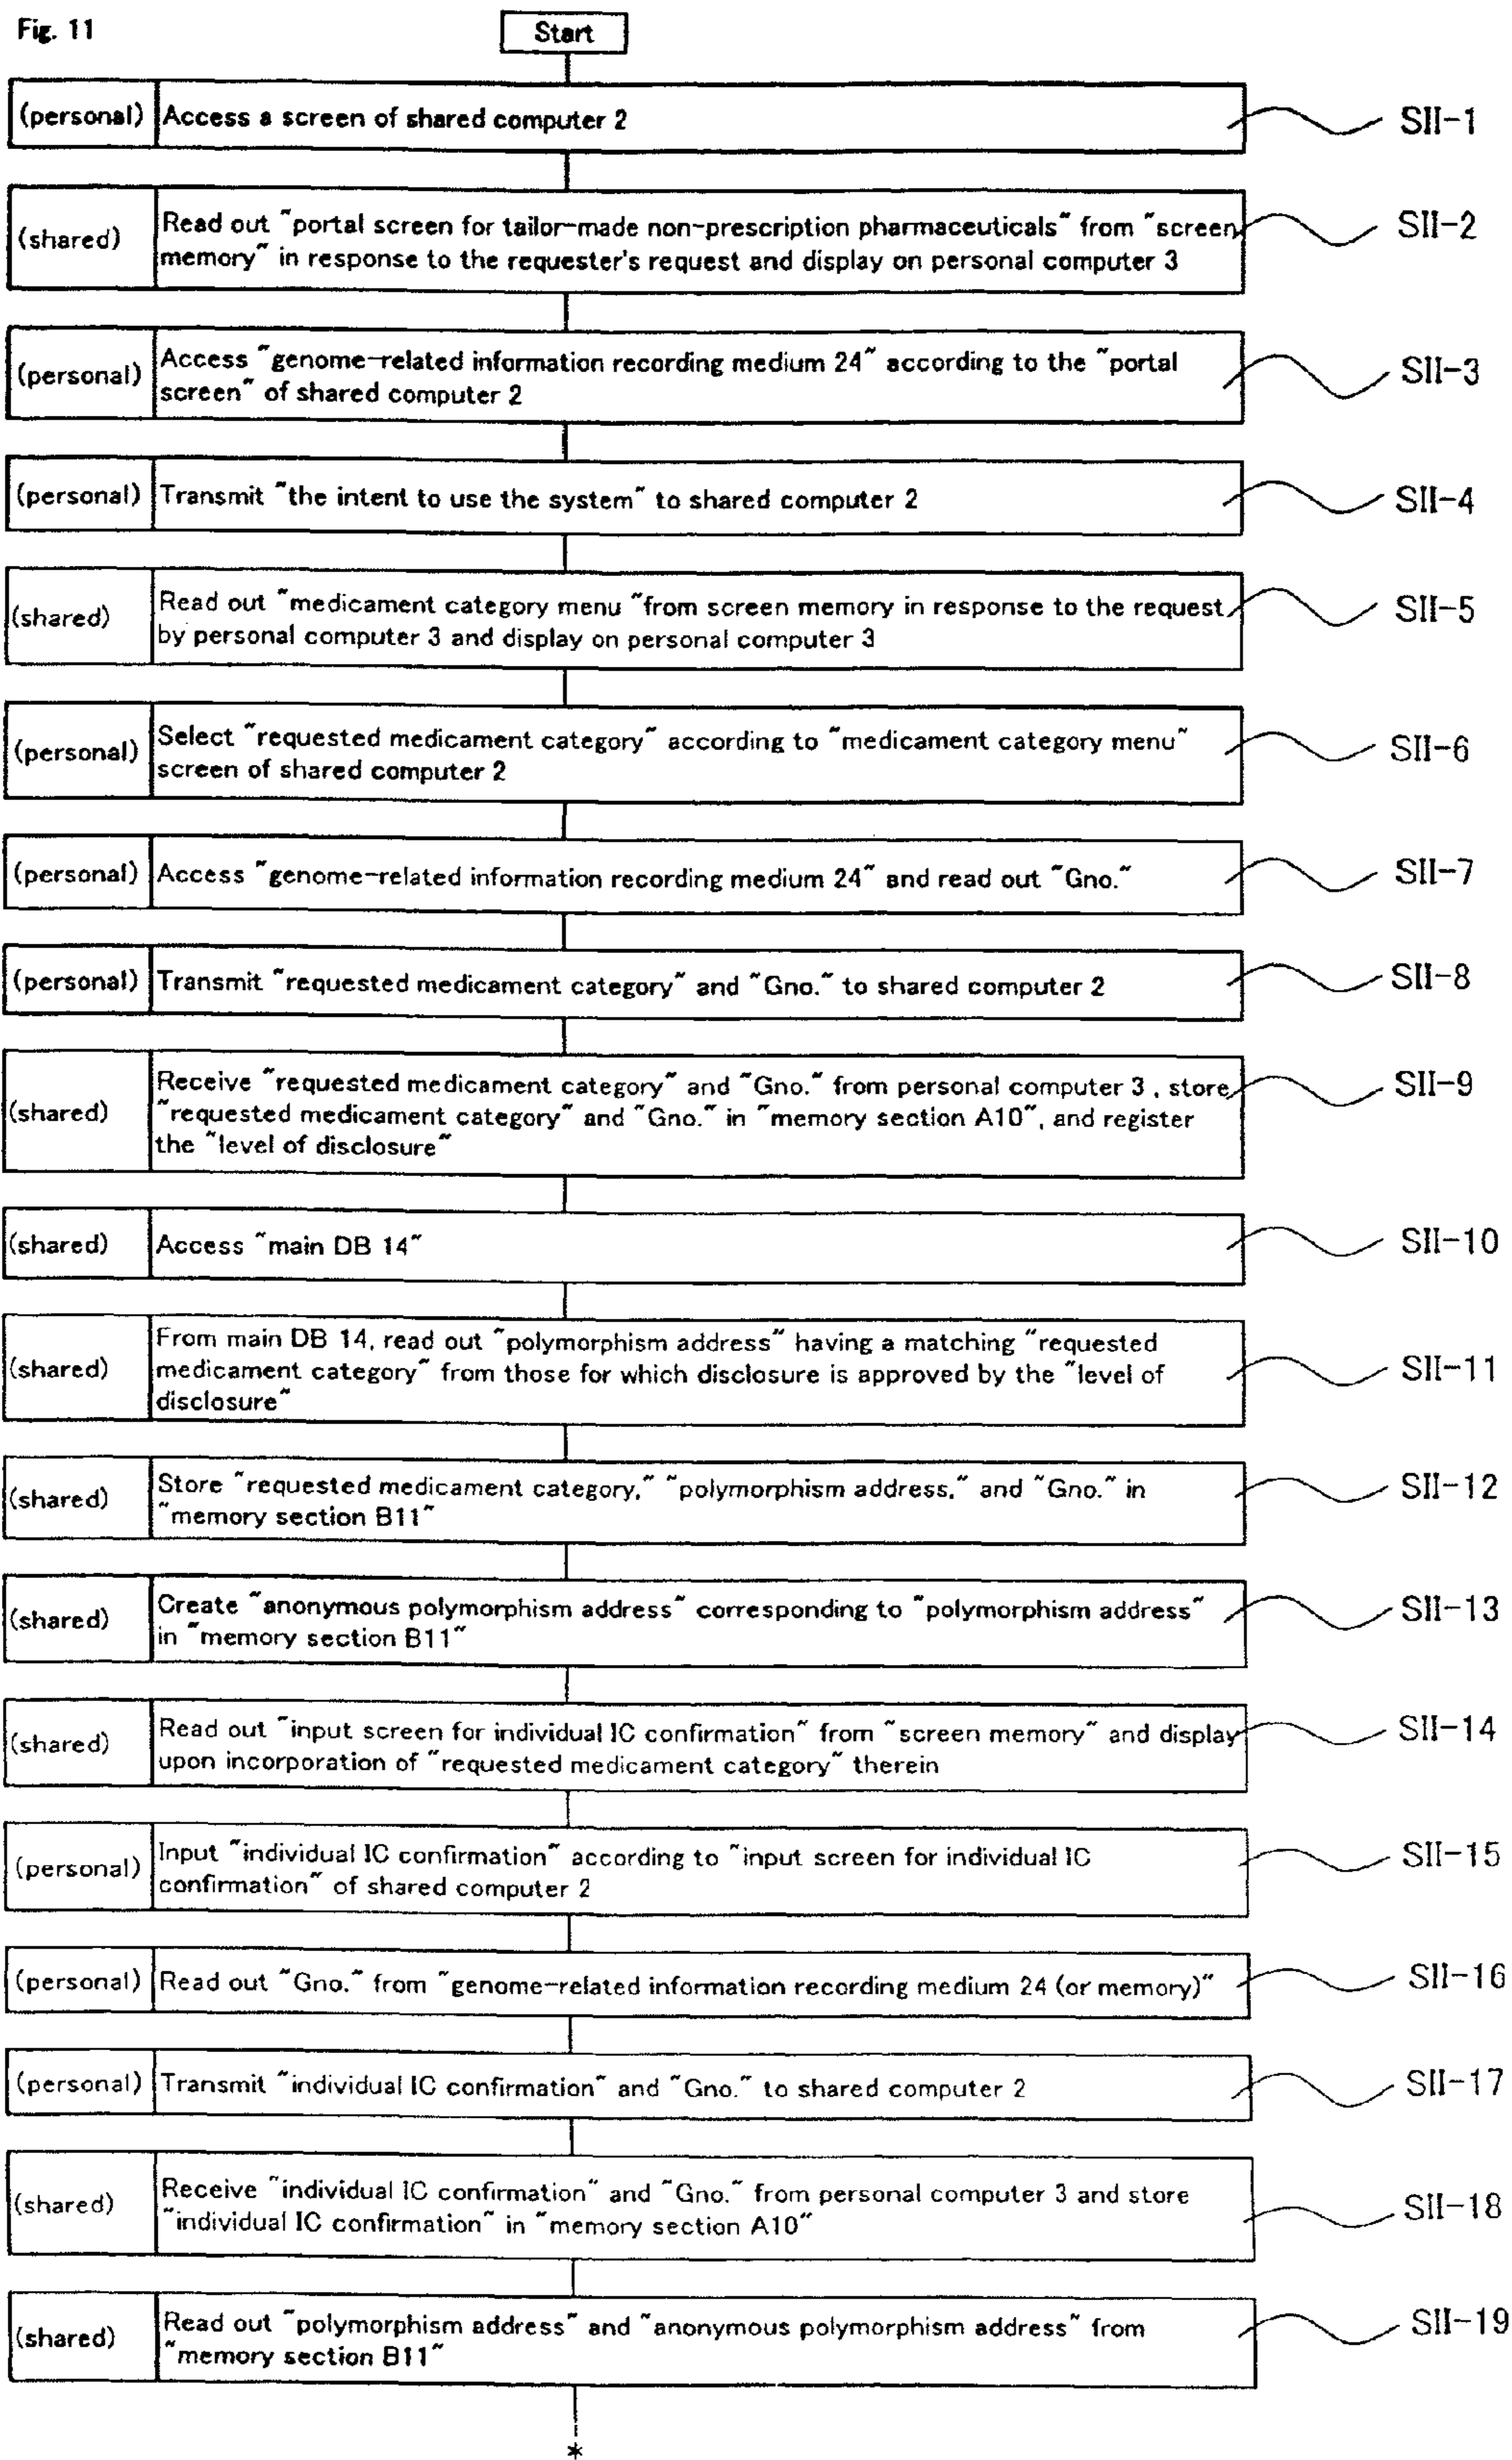 Fig. 11
Start
(personal) Access a screen of shared computer 2 SII-1
(shared) Read out "portal screen for tailor-made non-prescription pharmaceuticals" from "screen
memory" in response to the requester's request and display on personal computer 3
SII-2
(personal) Access "genome-related information recording medium 24" according to the "portal
screen" of shared computer 2
SII-3
(personal) Transmit "the intent to use the system" to shared computer 2 SII-4
(shared) Read out "medicament category menu "from screen memory in response to the request
by personal computer 3 and display on personal computer 3
SII-5
(personal) Select "requested medicament category" according to "medicament category menu"
screen of shared computer 2
SII-6
(personal) Access "genome-related information recording medium 24" and read out "Gno." SII-7
(personal) Transmit "requested medicament category" and "Gno." to shared computer 2 SII-8
(shared) Receive "requested medicament category" and "Gno." from personal computer 3 , store
"requested medicament category" and "Gno." in "memory section A10", and register
the "level of disclosure"
SII-9
(shared) Access "main DB 14" SII-10
(shared) From main DB 14, read out "polymorphism address" having a matching "requested
medicament category" from those for which disclosure is approved by the "level of
disclosure"
SII-11
(shared) Store "requested medicament category," "polymorphism address," and "Gno." in
"memory section B11"
SII-12
(shared) Create "anonymous polymorphism address" corresponding to "polymorphism address"
in "memory section B11"
SII-13
(shared) Read out "input screen for individual IC confirmation" from "screen memory" and display
upon incorporation of "requested medicament category" therein
SII-14
(personal) Input "individual IC confirmation" according to "input screen for individual IC
confirmation" of shared computer 2
SII-15
(personal) Read out "Gno." from "genome-related information recording medium 24 (or memory)" SII-16
(personal) Transmit "individual IC confirmation" and "Gno." to shared computer 2 SII-17
(shared) Receive "individual IC confirmation" and "Gno." from personal computer 3 and store
"individual IC confirmation" in "memory section A10"
SII-18
(shared) Read out "polymorphism address" and "anonymous polymorphism address" from
"memory section B11"
SII-19
*